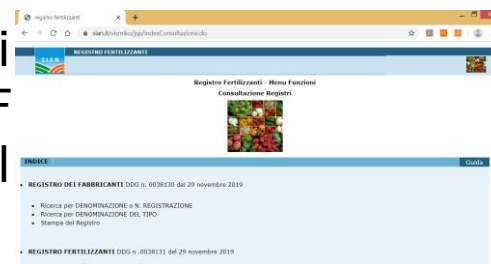 registro fertilizzanti
sian.it/vismiko/jsp/indexConsultazione.do
SIAN
REGISTRO FERTILIZZANTI
Registro Fertilizzanti - Menu Funzioni
Consultazione Registri
INDICE
Guida
REGISTRO DEI FABBRICANTI DDG n. 0038130 del 29 novembre 2019
Ricerca per DENOMINAZIONE o N. REGISTRAZIONE
Ricerca per DENOMINAZIONE DEL TIPO
Stampa del Registro
REGISTRO FERTILIZZANTI DDG n .0038131 del 29 novembre 2019